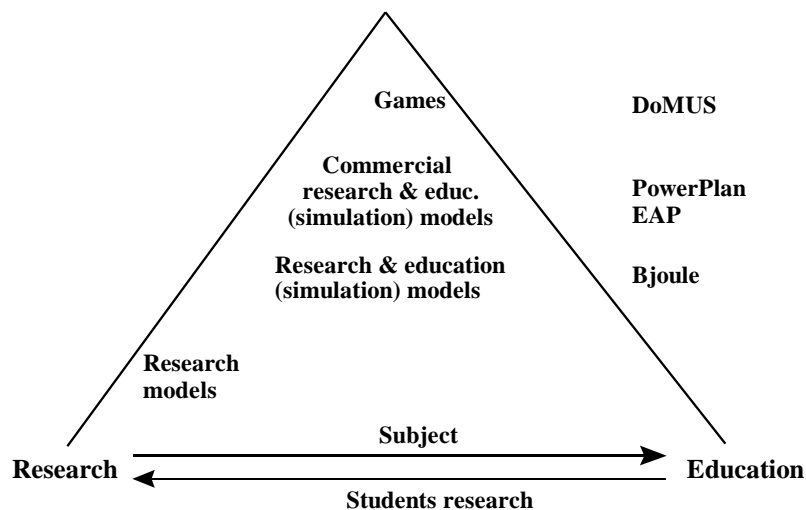 Games
DoMUS
Commercial
research & educ.
(simulation) models
PowerPlan
EAP
Research & education
(simulation) models
Bjoule
Research
models
Subject
Research
Education
Students research